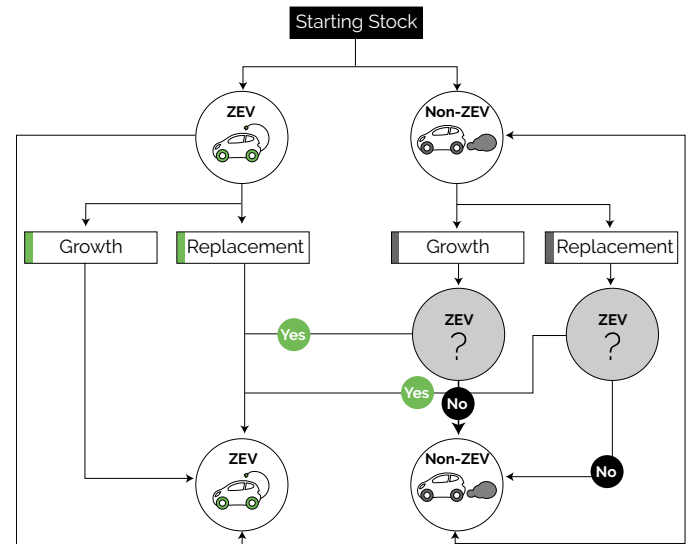 Starting Stock
ZEV
Non-ZEV
Growth
Replacement
Growth
Replacement
ZEV
?
ZEV
?
Yes
Yes
No
ZEV
Non-ZEV
No